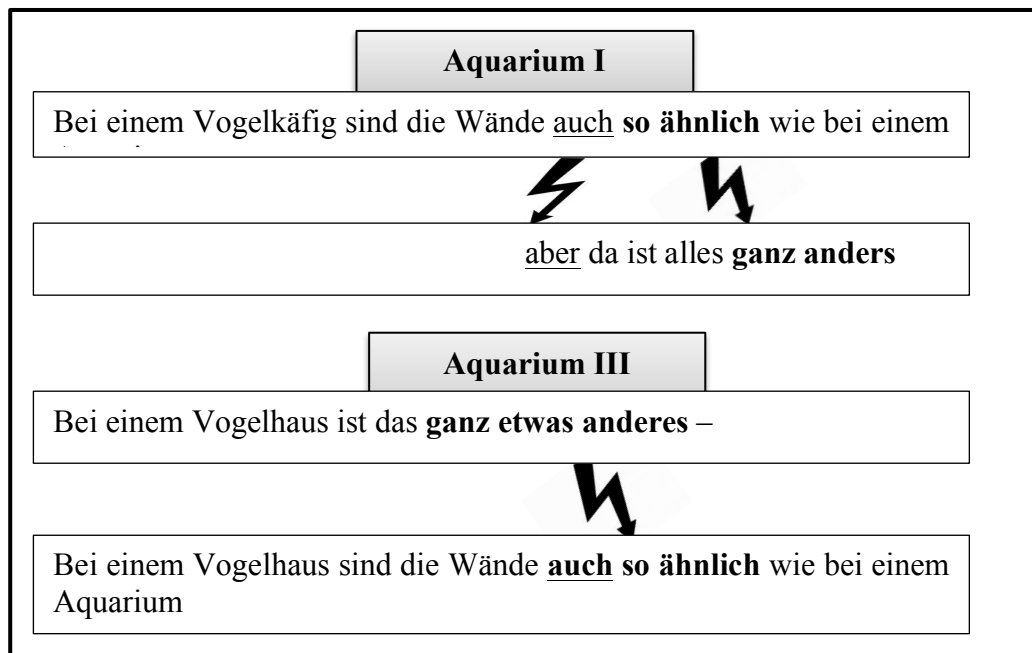 Aquarium I
Bei einem Vogelkäfig sind die Wände auch so ähnlich wie bei einem
aber da ist alles ganz anders
Aquarium III
Bei einem Vogelhaus ist das ganz etwas anderes –
Bei einem Vogelhaus sind die Wände auch so ähnlich wie bei einem
Aquarium